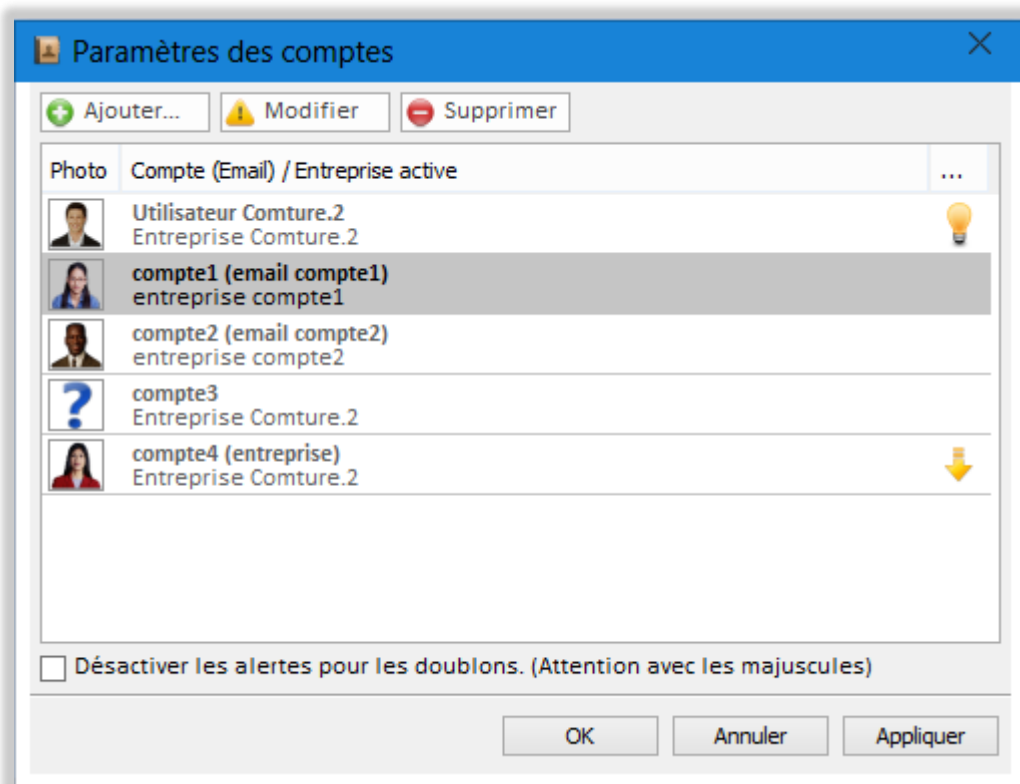 Paramètres des comptes
Ajouter... Modifier Supprimer
Photo Compte (Email) / Entreprise active ...
Utilisateur Comture.2
Entreprise Comture.2
compte1 (email compte1)
entreprise compte1
compte2 (email compte2)
entreprise compte2
compte3
Entreprise Comture.2
compte4 (entreprise)
Entreprise Comture.2
Désactiver les alertes pour les doublons. (Attention avec les majuscules)
OK Annuler Appliquer